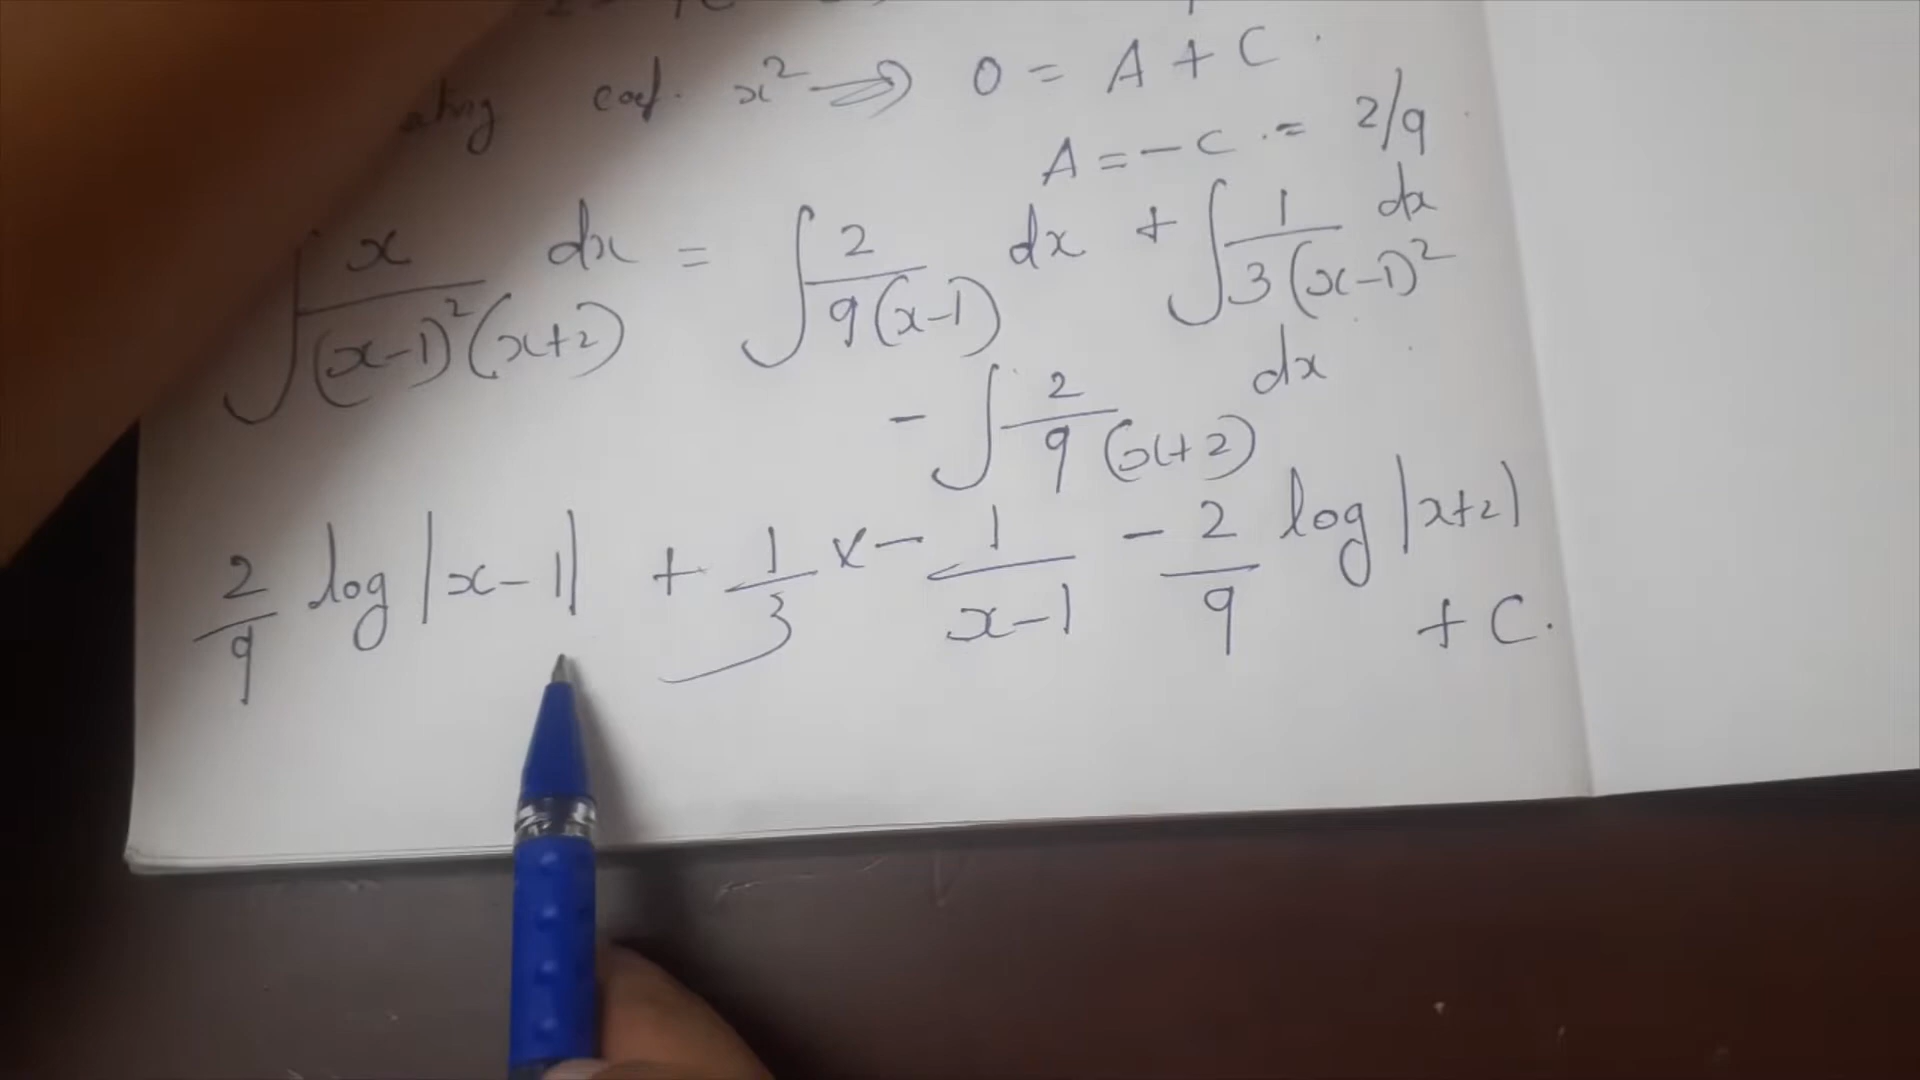 coef. x² ⇒ 0 = A + C
A = - C = 2/9
∫ x/((x-1)²(x+2)) dx = ∫ 2/(9(x-1)) dx + ∫ 1/(3(x-1)²) dx
- ∫ 2/(9(x+2)) dx
2/9 log |x-1| + 1/3 x - 1/(x-1) - 2/9 log |x+2|
+ C.